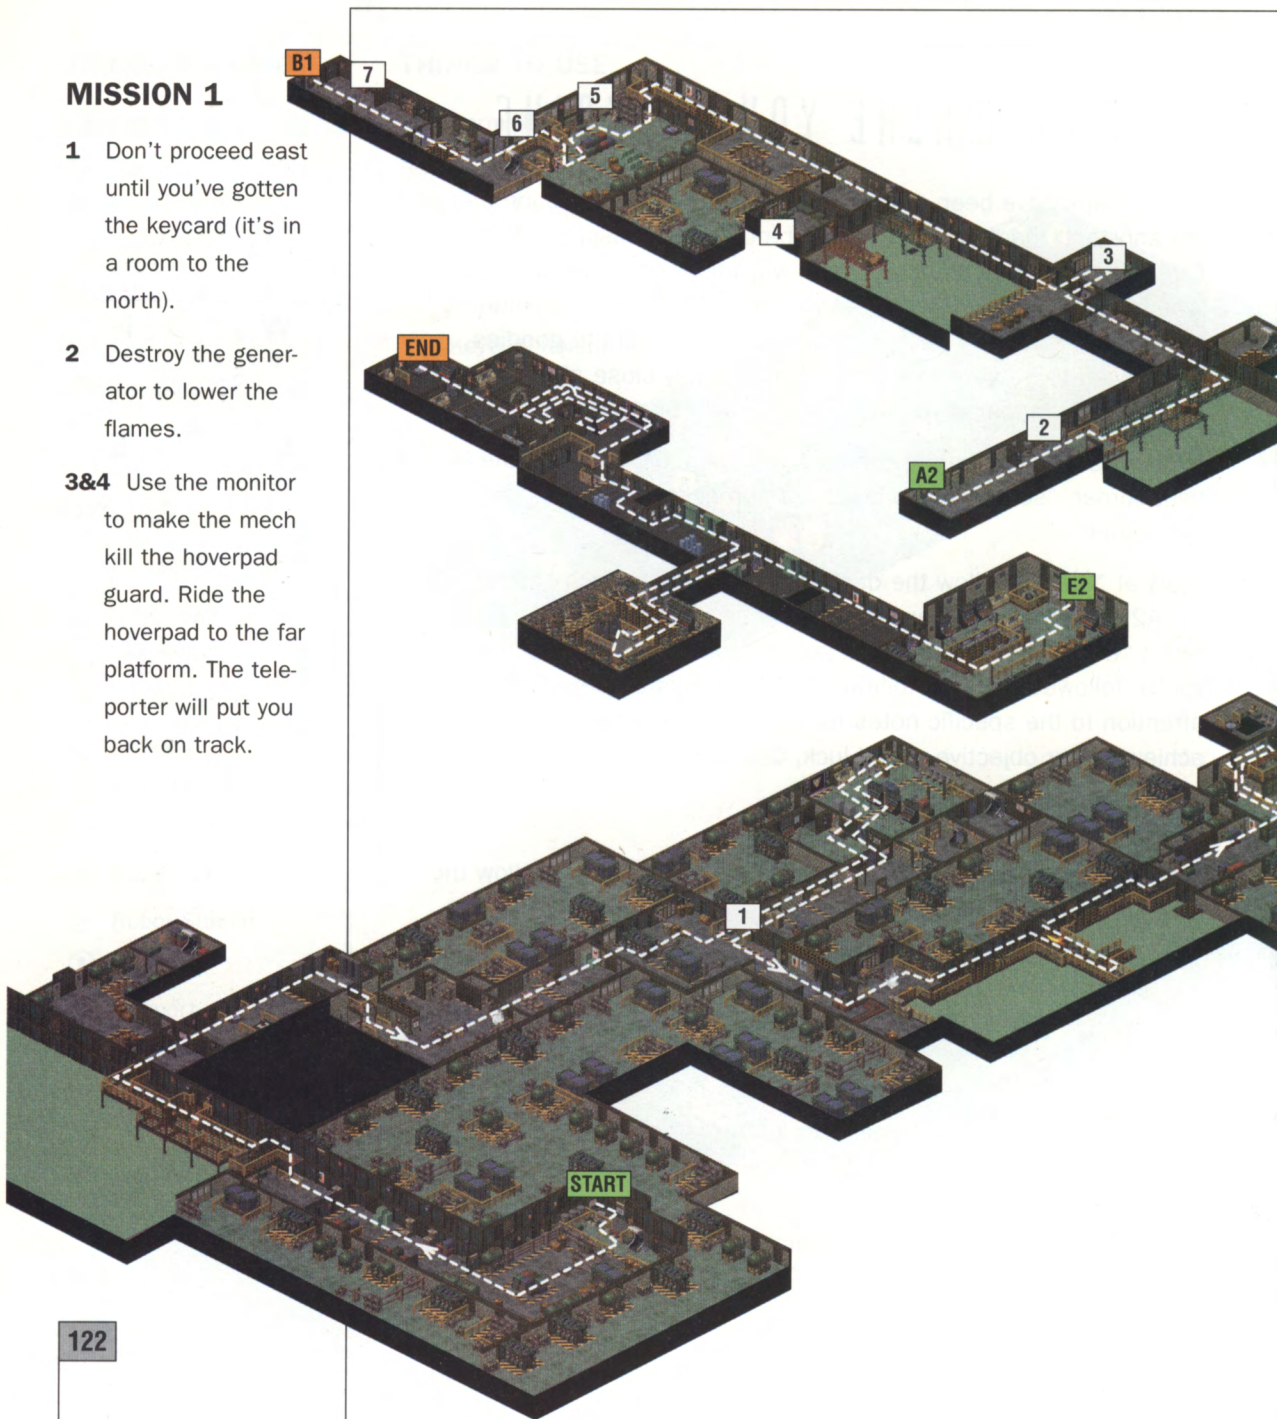 MISSION 1
1 Don't proceed east
until you've gotten
the keycard (it's in
a room to the
north).
2 Destroy the gener-
ator to lower the
flames.
3&4 Use the monitor
to make the mech
kill the hoverpad
guard. Ride the
hoverpad to the far
platform. The tele-
porter will put you
back on track.
B1
7
6
5
4
3
END
2
A2
E2
1
START
122